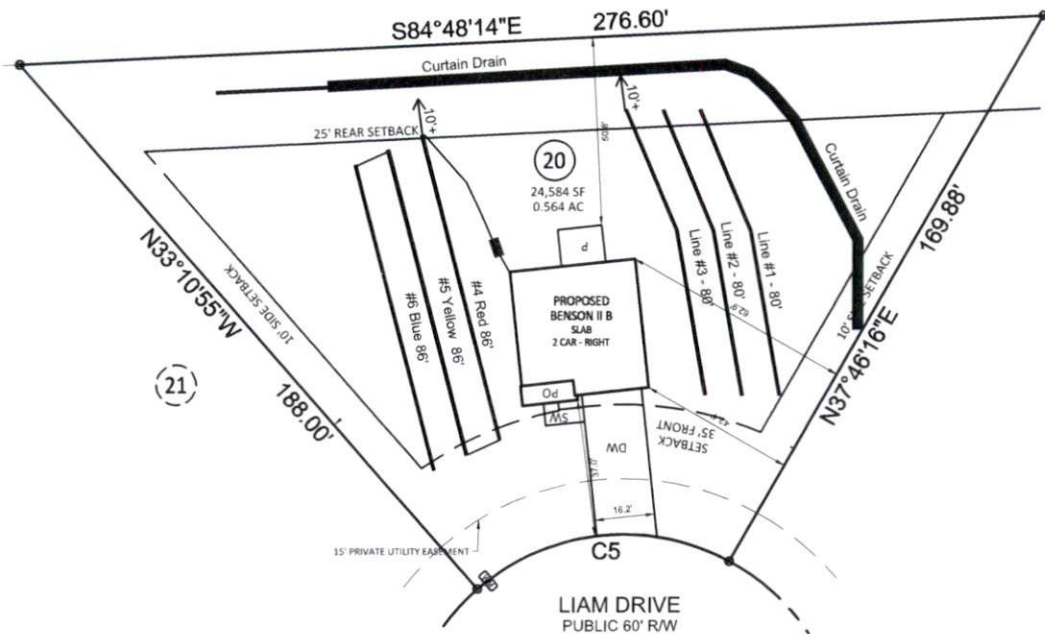 S84°48'14"E 276.60'
Curtain Drain
10'+
10'+
25' REAR SETBACK
20
24,584 SF
0.564 AC
Curtain Drain
169.88'
N33°10'55"W
10' SIDE SETBACK
#6 Blue 86'
#5 Yellow 86'
#4 Red 86'
P
PROPOSED
BENSON II B
SLAB
2 CAR - RIGHT
Line #3 - 80'
Line #2 - 80'
Line #1 - 80'
62.9'
N37°46'16"E
21
188.00'
PO
SW
DW
35' FRONT
SETBACK
16.2'
15' PRIVATE UTILITY EASEMENT
C5
LIAM DRIVE
PUBLIC 60' R/W